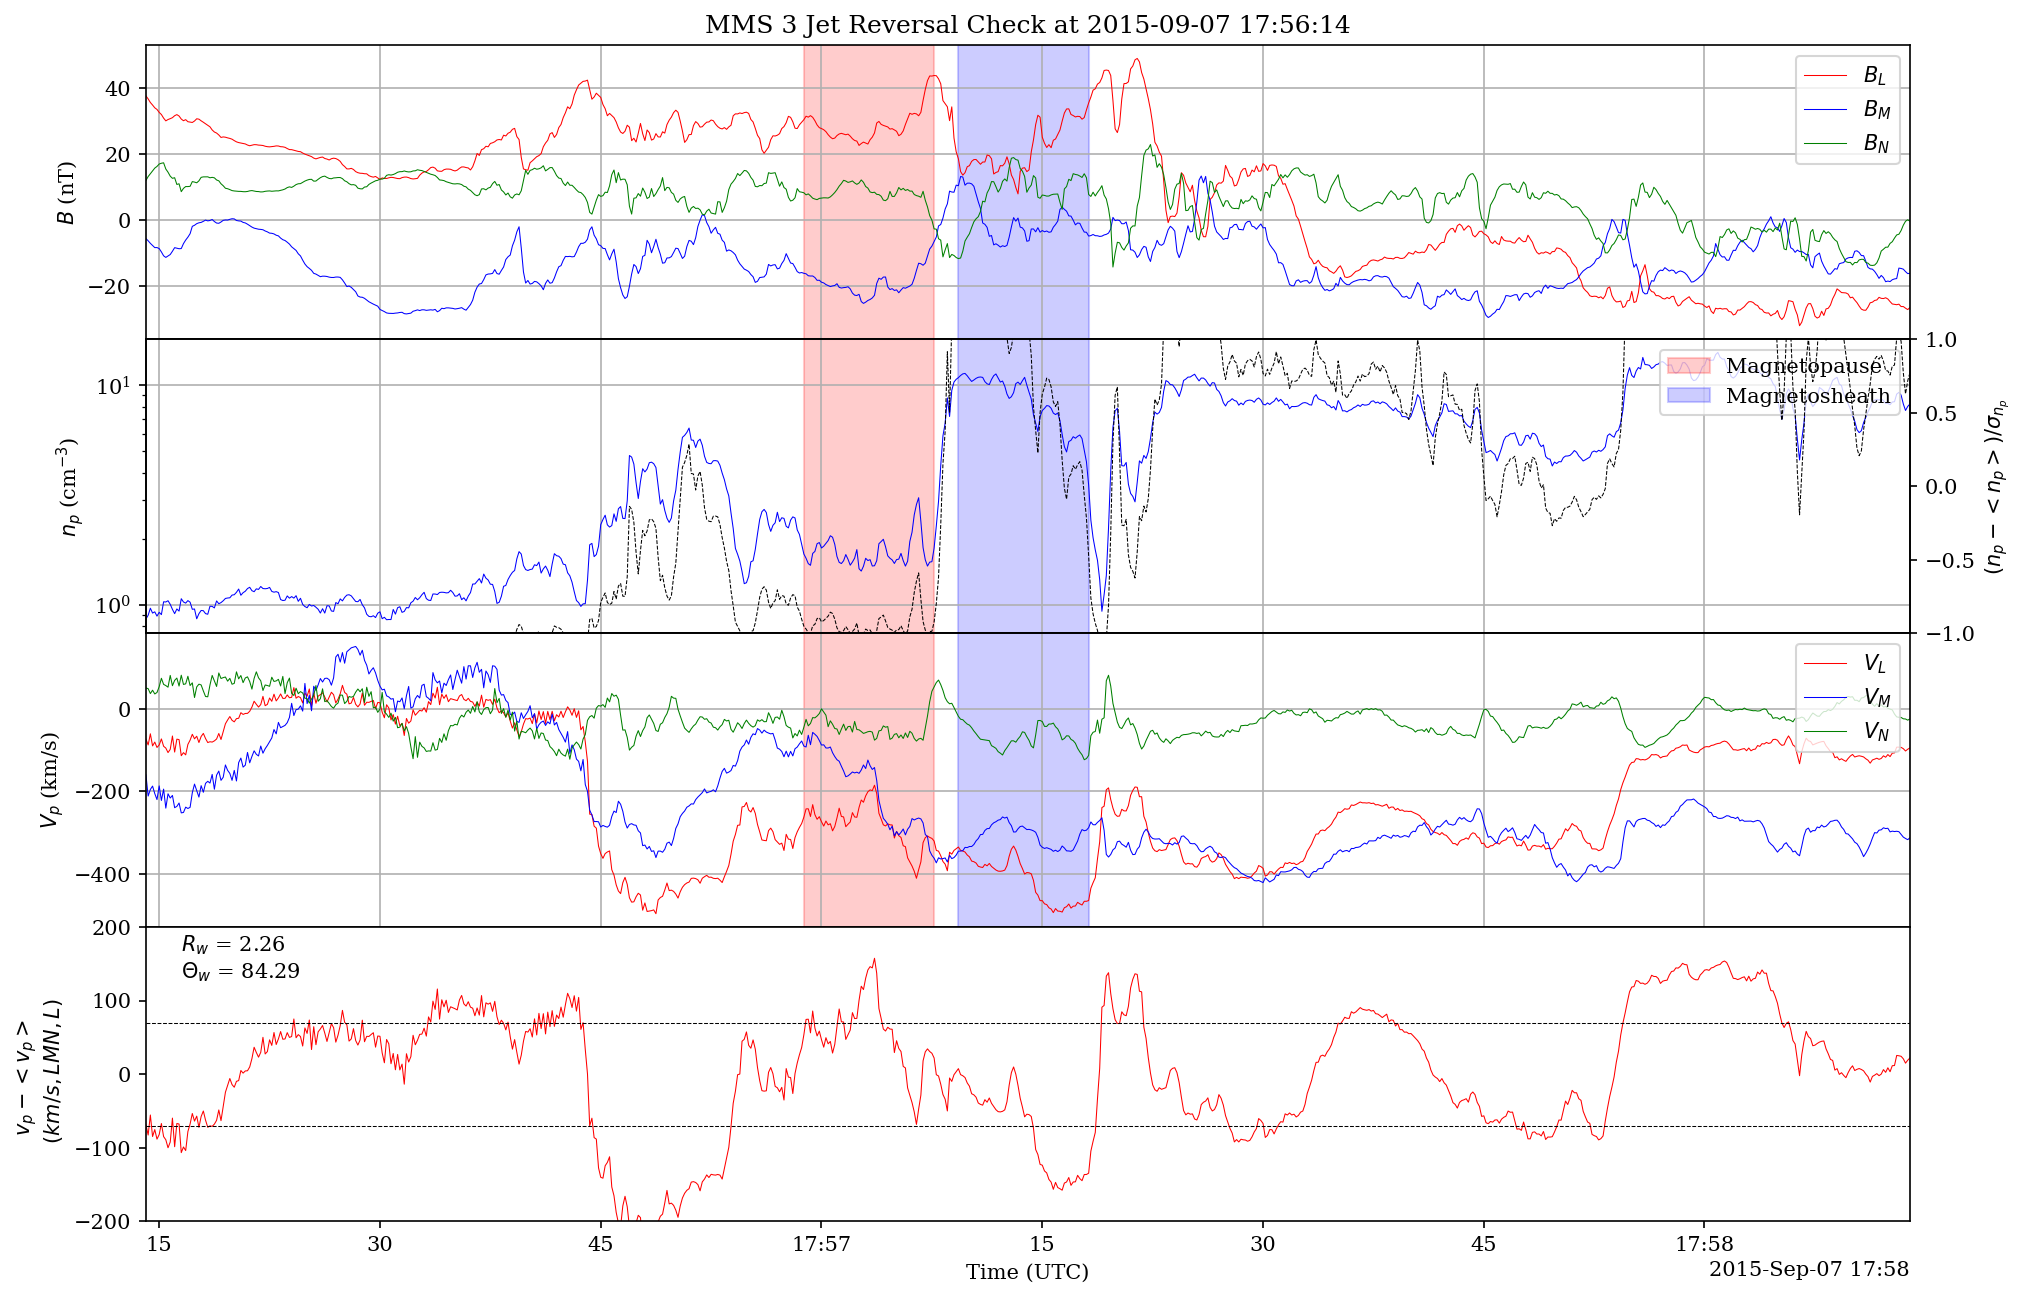 MMS 3 Jet Reversal Check at 2015-09-07 17:56:14
40
20
0
−20
B (nT)
B_L
B_M
B_N
10^1
10^0
n_p (cm^−3)
Magnetopause
Magnetosheath
1.0
0.5
0.0
−0.5
−1.0
(n_p − < n_p >)/σ_{n_p}
0
−200
−400
V_p (km/s)
V_L
V_M
V_N
200
100
0
−100
−200
v_p − < v_p >
(km/s, LMN, L)
R_w = 2.26
Θ_w = 84.29
15 30 45 17:57 15 30 45 17:58
Time (UTC)
2015-Sep-07 17:58